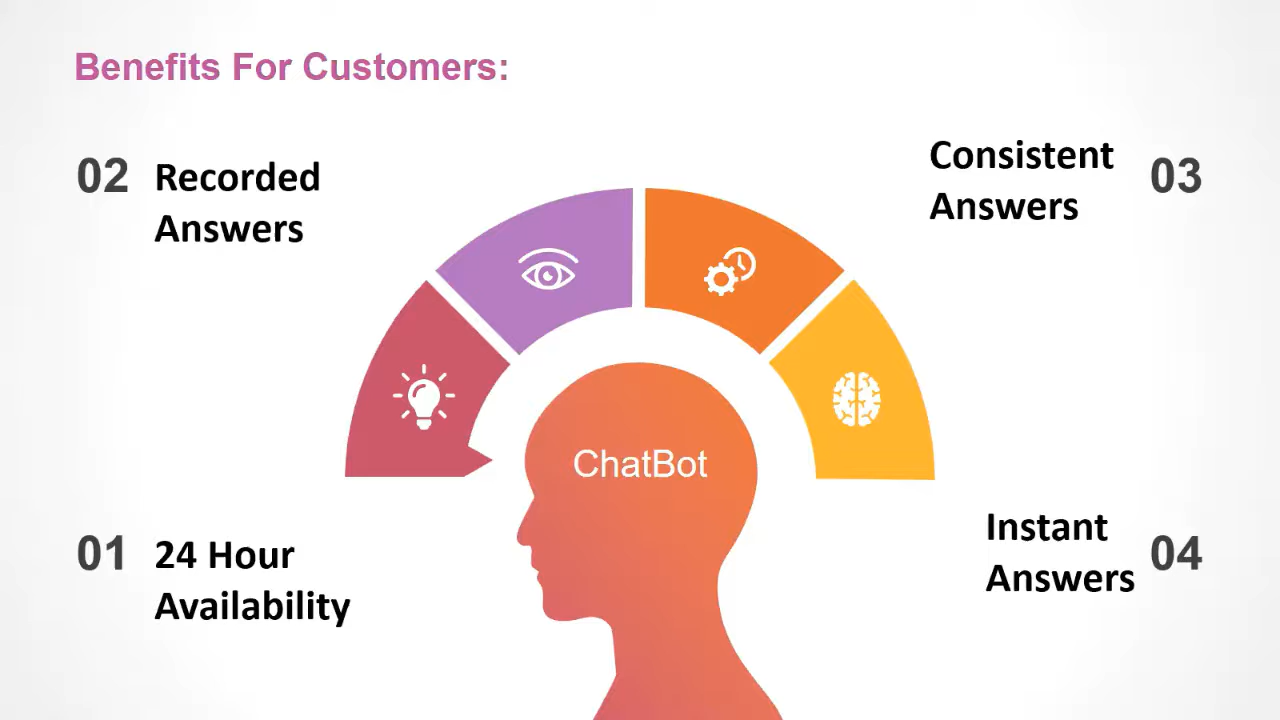 Benefits For Customers:
02
Recorded
Answers
Consistent
Answers
03
ChatBot
01
24 Hour
Availability
Instant
Answers
04